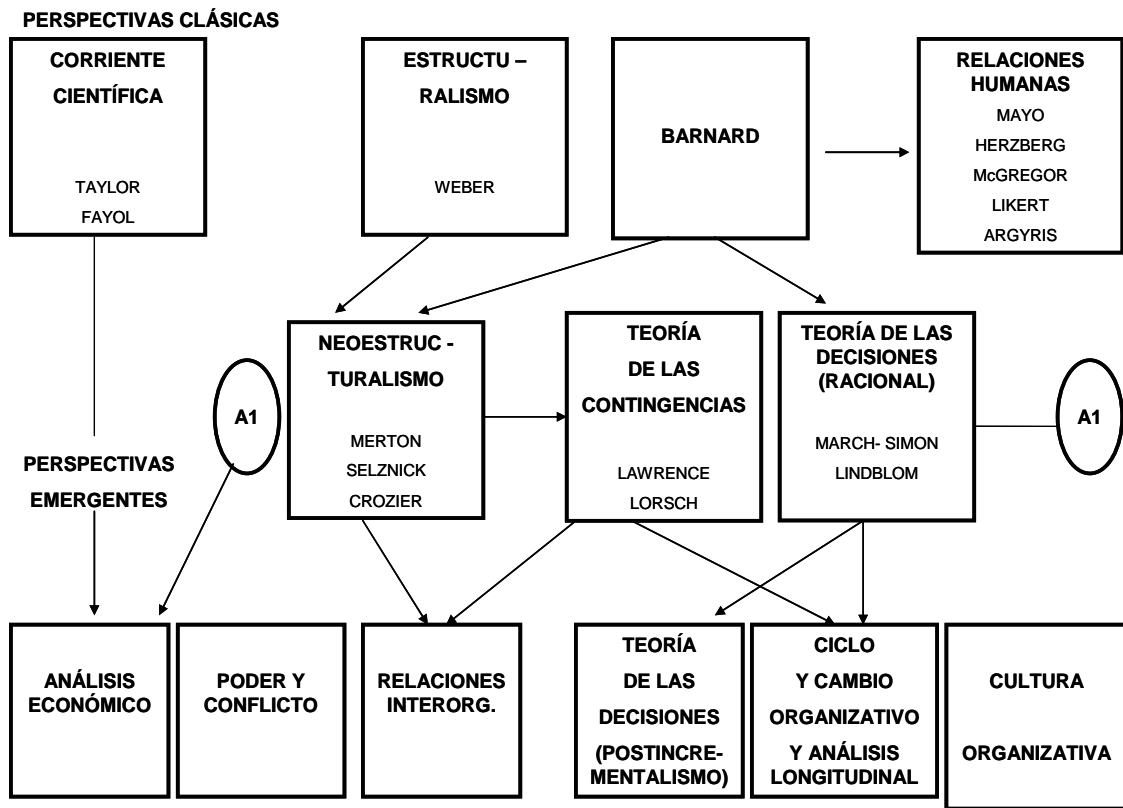 PERSPECTIVAS CLÁSICAS
CORRIENTE
CIENTÍFICA
TAYLOR
FAYOL
ESTRUCTU –
RALISMO
WEBER
BARNARD
RELACIONES
HUMANAS
MAYO
HERZBERG
McGREGOR
LIKERT
ARGYRIS
PERSPECTIVAS
EMERGENTES
A1
NEOESTRUC -
TURALISMO
MERTON
SELZNICK
CROZIER
TEORÍA
DE LAS
CONTINGENCIAS
LAWRENCE
LORSCH
TEORÍA DE LAS
DECISIONES
(RACIONAL)
MARCH- SIMON
LINDBLOM
A1
ANÁLISIS
ECONÓMICO
PODER Y
CONFLICTO
RELACIONES
INTERORG.
TEORÍA
DE LAS
DECISIONES
(POSTINCRE-
MENTALISMO)
CICLO
Y CAMBIO
ORGANIZATIVO
Y ANÁLISIS
LONGITUDINAL
CULTURA
ORGANIZATIVA